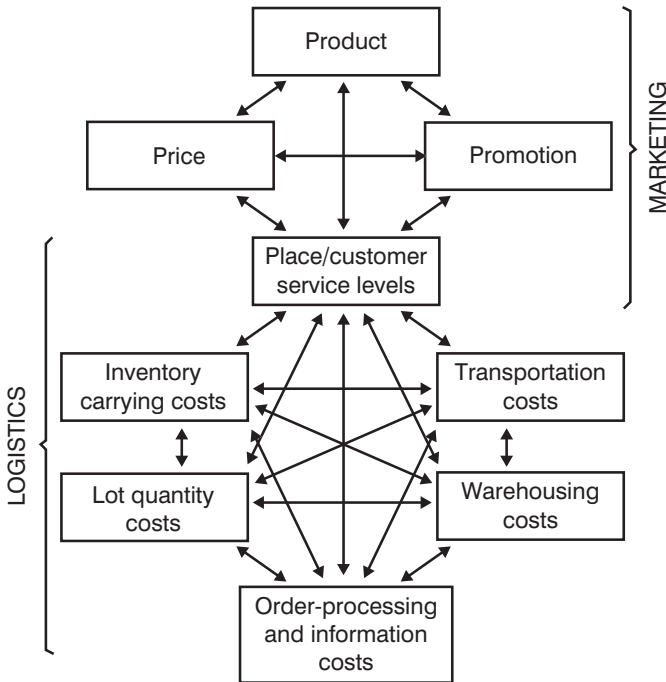 Product
Price
Promotion
MARKETING
Place/customer
service levels
Inventory
carrying costs
Transportation
costs
LOGISTICS
Lot quantity
costs
Warehousing
costs
Order-processing
and information
costs